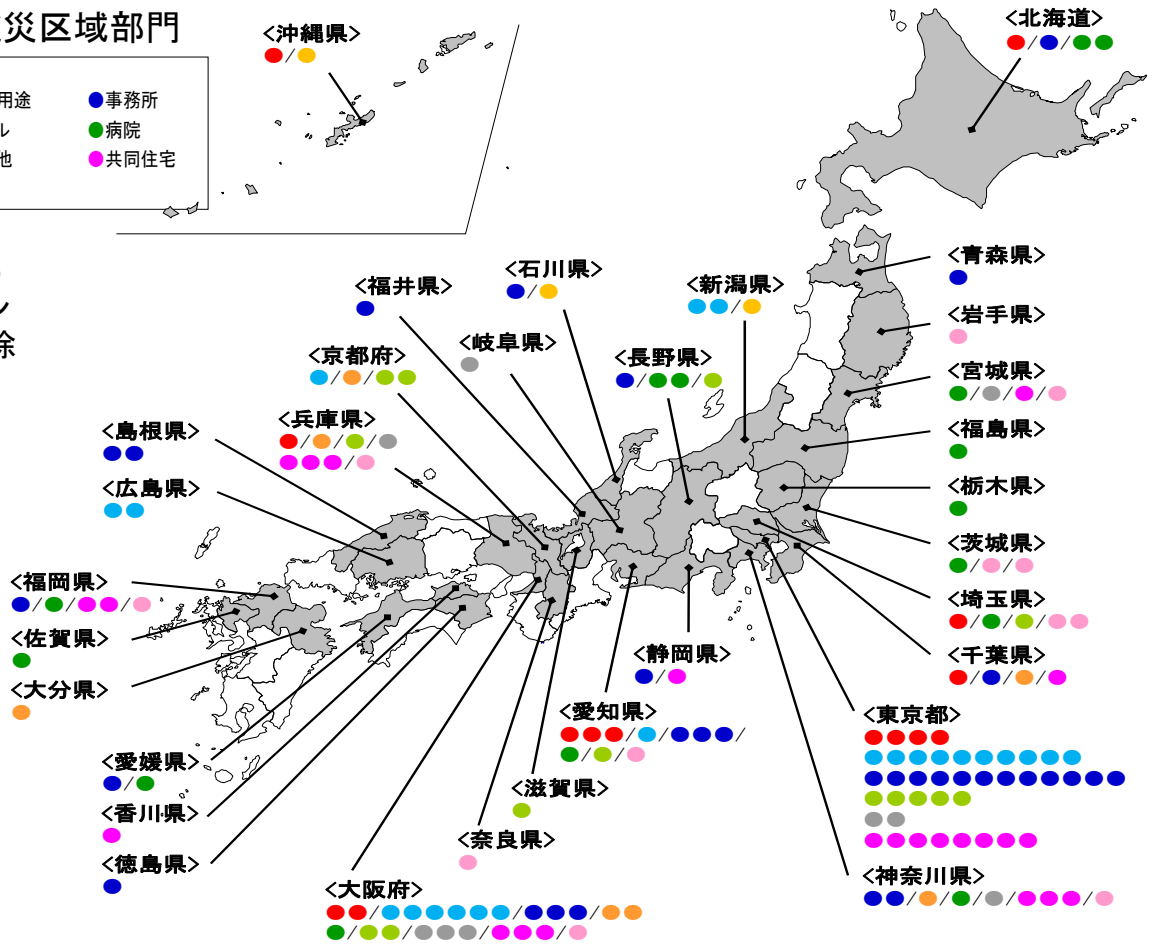 災区域部門
用途
●事務所
ル
●病院
他
●共同住宅
ン
除
<沖縄県>
/
<北海道>
/ /
<青森県>
<岩手県>
<宮城県>
/ / /
<福島県>
<栃木県>
<茨城県>
/ /
<埼玉県>
/ / /
<千葉県>
/ / /
<東京都>
<神奈川県>
/ / / / /
<石川県>
/
<福井県>
<新潟県>
/
<岐阜県>
<京都府>
/ /
<長野県>
/ /
<兵庫県>
/ / /
/
<島根県>
<広島県>
<福岡県>
/ / /
<佐賀県>
<大分県>
<静岡県>
/
<愛知県>
/ / /
/ /
<愛媛県>
/
<滋賀県>
<香川県>
<奈良県>
<徳島県>
<大阪府>
/ / /
/ / / /